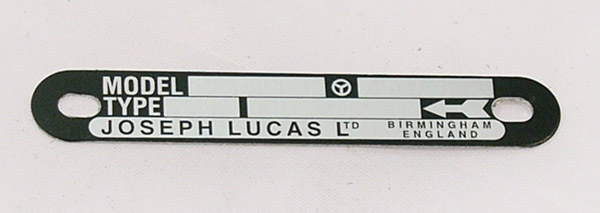 MODEL
TYPE
JOSEPH LUCAS LTD BIRMINGHAM
ENGLAND